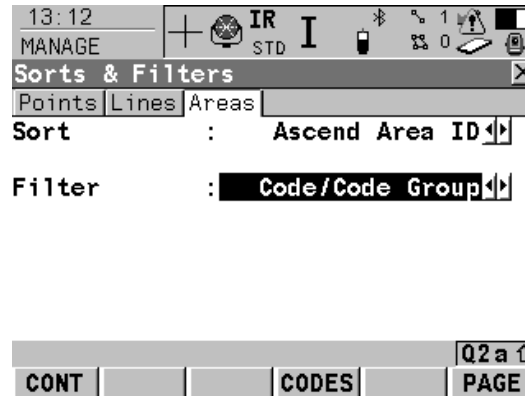 13:12
MANAGE
IR
STD
I
1
0
Sorts & Filters
Points Lines Areas
Sort : Ascend Area ID
Filter : Code/Code Group
Q2a
CONT CODES PAGE